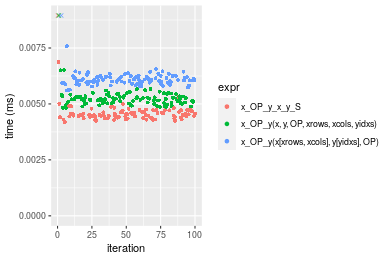 0.0075
0.0050
0.0025
0.0000
0
25
50
75
100
iteration
time (ms)
expr
x_OP_y_x_y_S
x_OP_y(x, y, OP, xrows, xcols, yidxs)
x_OP_y(x[xrows, xcols], y[yidxs], OP)